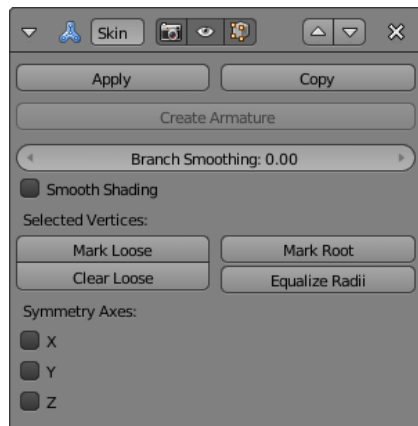 Skin
Apply Copy
Create Armature
Branch Smoothing: 0.00
Smooth Shading
Selected Vertices:
Mark Loose Mark Root
Clear Loose Equalize Radii
Symmetry Axes:
X
Y
Z